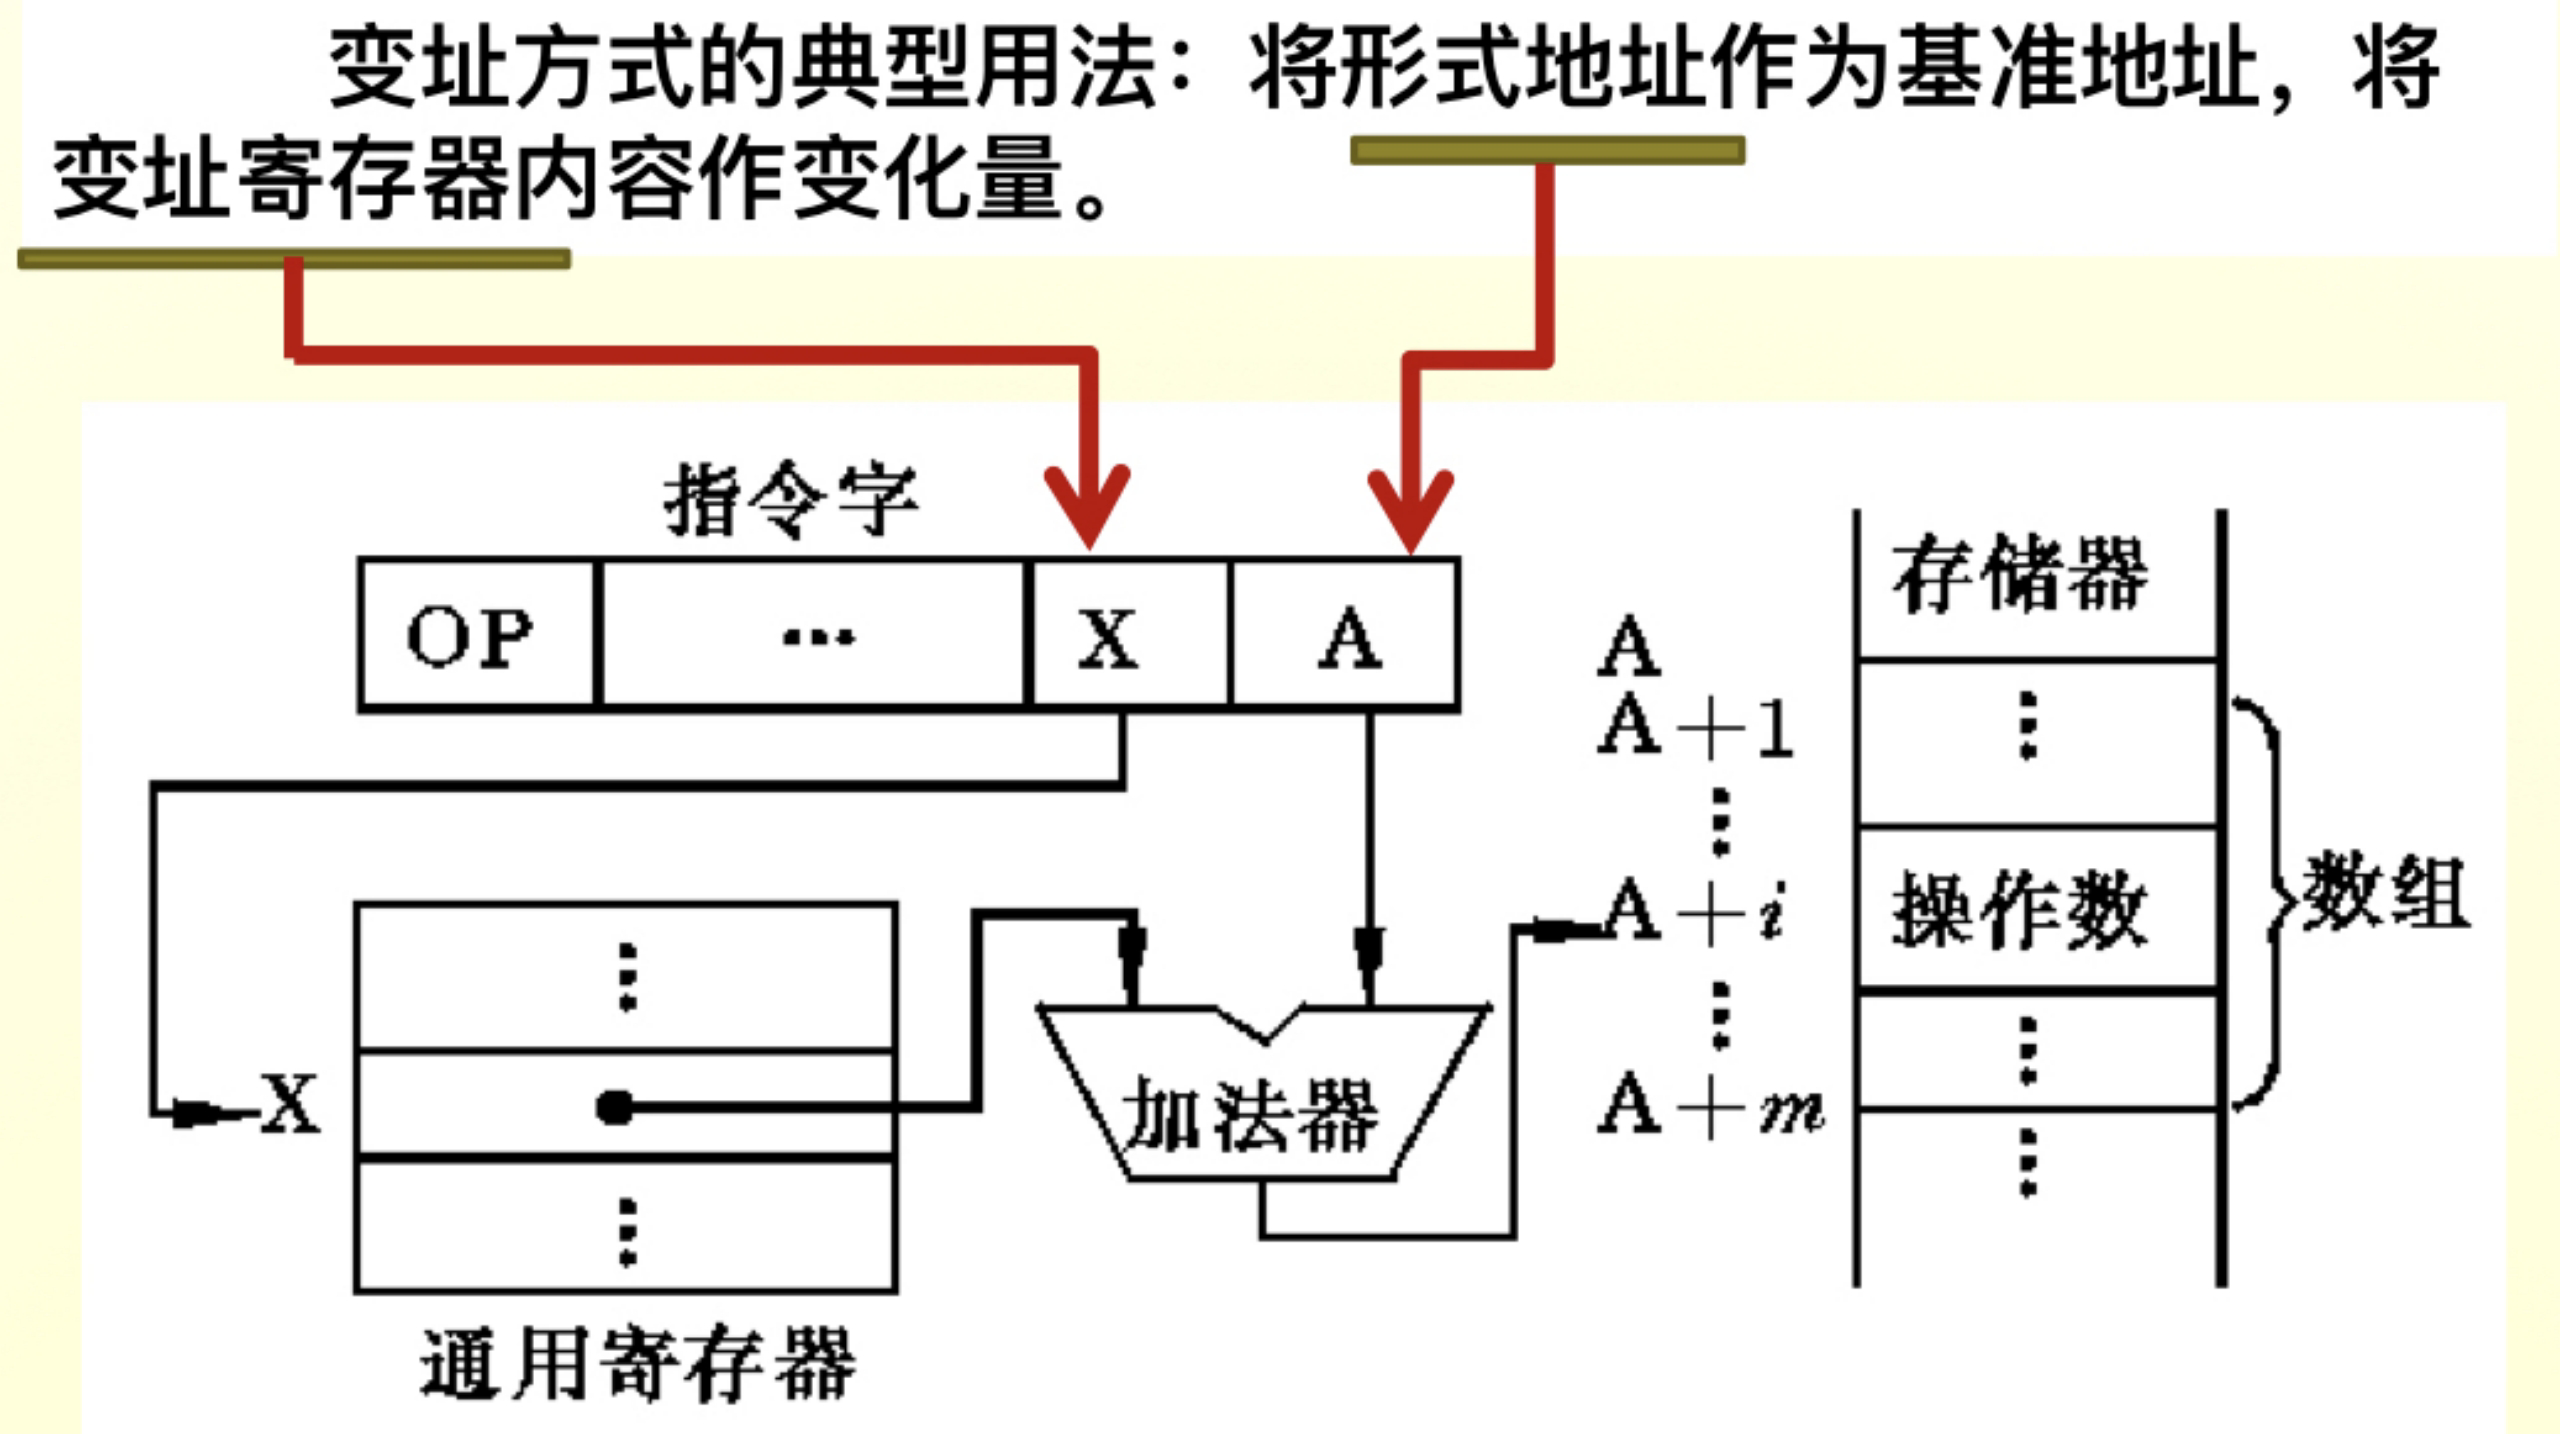 变址方式的典型用法：将形式地址作为基准地址，将
变址寄存器内容作变化量。
指令字
OP … X A
存储器
A
A+1
⋮
⋮
A+i
操作数
数组
⋮
⋮
A+m
⋮
⋮
X
⋮
加法器
通用寄存器